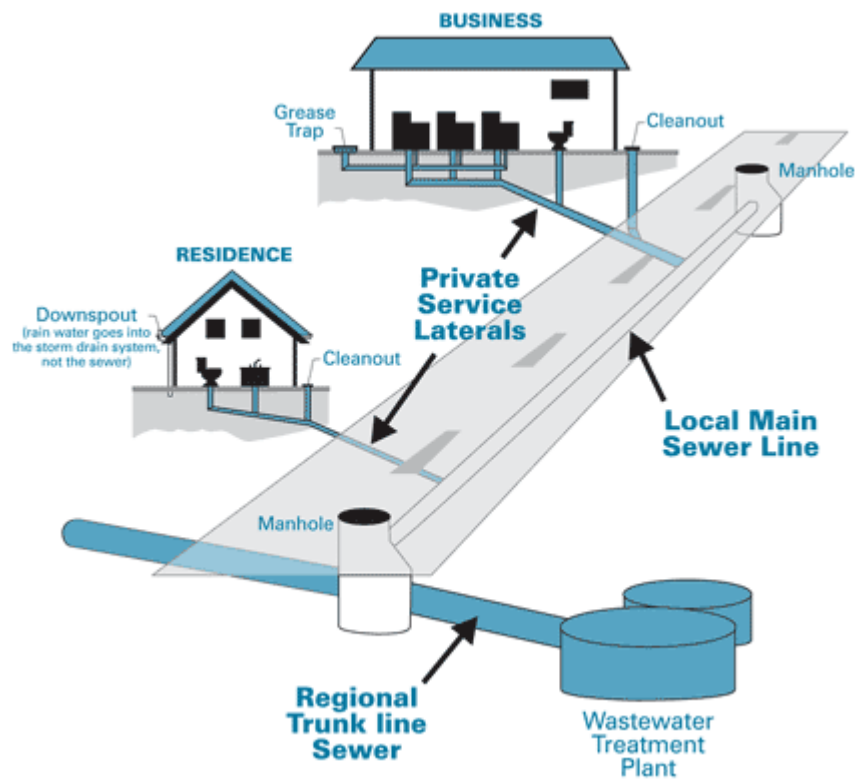 BUSINESS
Grease
Trap
Cleanout
Manhole
RESIDENCE
Private
Service
Laterals
Downspout
(rain water goes into
the storm drain system,
not the sewer)
Cleanout
Local Main
Sewer Line
Manhole
Regional
Trunk line
Sewer
Wastewater
Treatment
Plant